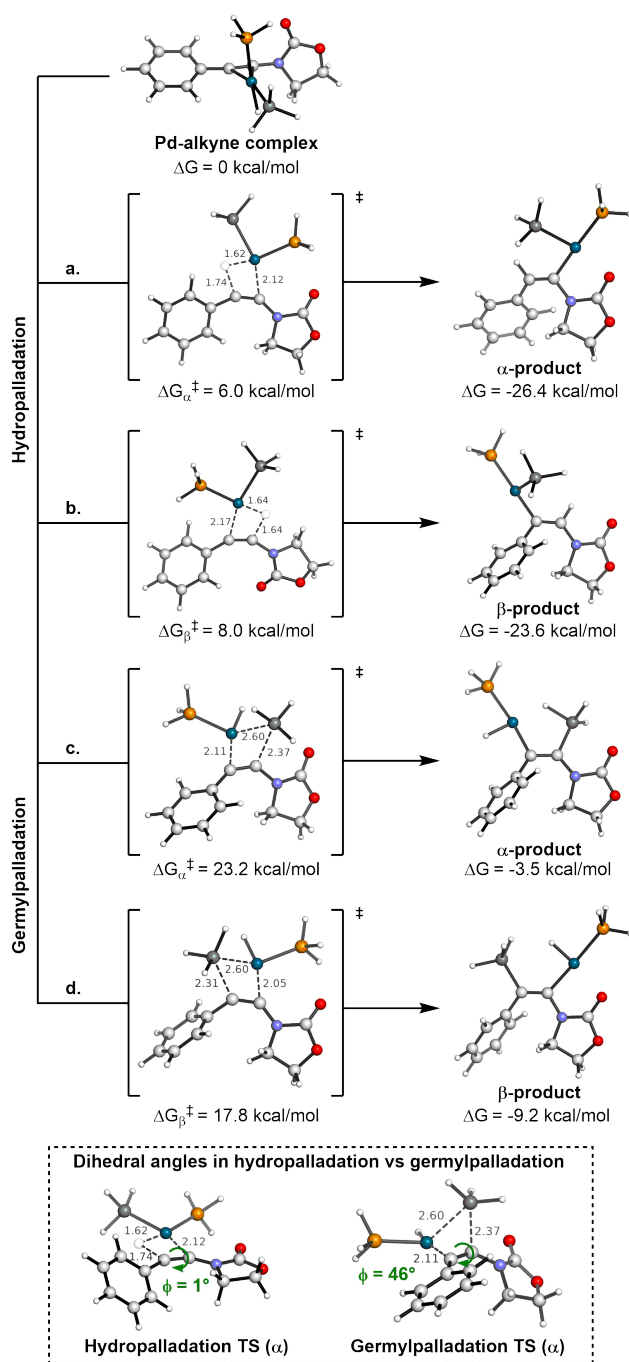 Pd-alkyne complex
ΔG = 0 kcal/mol
Hydropalladation
a.
‡
1.62
1.74
2.12
ΔGα‡ = 6.0 kcal/mol
α-product
ΔG = -26.4 kcal/mol
b.
‡
1.64
2.17
1.64
ΔGβ‡ = 8.0 kcal/mol
β-product
ΔG = -23.6 kcal/mol
Germylpalladation
c.
‡
2.60
2.11
2.37
ΔGα‡ = 23.2 kcal/mol
α-product
ΔG = -3.5 kcal/mol
d.
‡
2.60
2.31
2.05
ΔGβ‡ = 17.8 kcal/mol
β-product
ΔG = -9.2 kcal/mol
Dihedral angles in hydropalladation vs germylpalladation
1.62
2.12
1.74
ϕ = 1°
Hydropalladation TS (α)
2.60
2.37
2.11
ϕ = 46°
Germylpalladation TS (α)